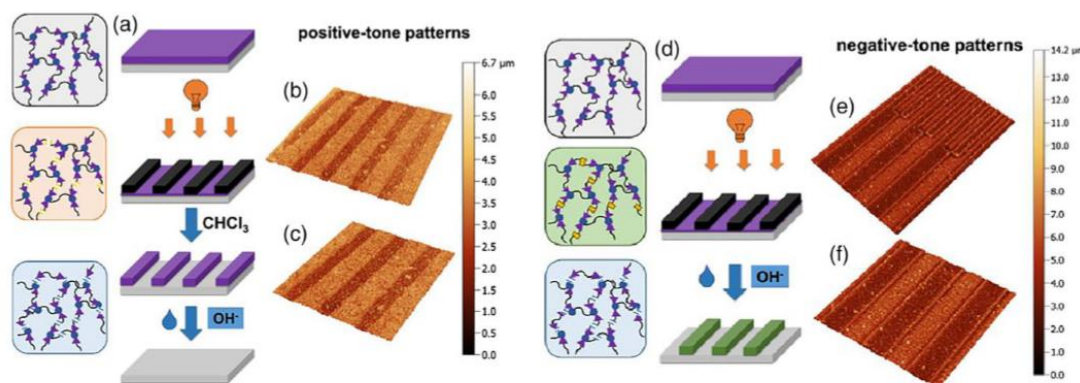 (a)
positive-tone patterns
CHCl₃
OH⁻
(b)
(c)
6.7 µm
6.0
5.5
5.0
4.5
4.0
3.5
3.0
2.5
2.0
1.5
1.0
0.5
0.0
(d)
negative-tone patterns
OH⁻
(e)
(f)
14.2 µm
13.0
12.0
11.0
10.0
9.0
8.0
7.0
6.0
5.0
4.0
3.0
2.0
1.0
0.0